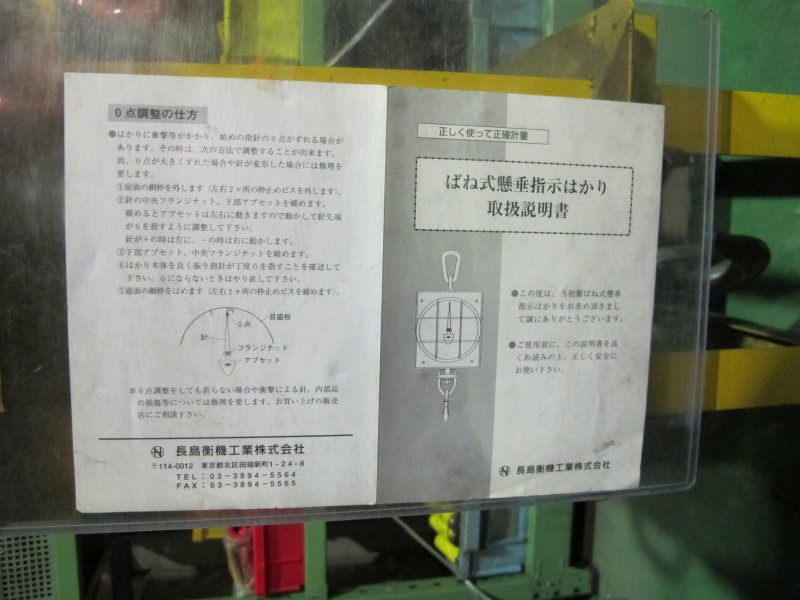 0点調整の仕方
●はかりに衝撃等がかかり、始めの指針の0点がずれる場合が
あります。その時は、次の方法で調整することが出来ます。
尚、0点が大きくずれた場合や針が変形した場合には修理を
要します。
①前面の網枠を外します(左右2ヶ所の枠止めビスを外します)。
②針の中央フランジナット、下部アブセットを緩めます。
緩めるとアブセットは左右に動きますので動かして針先端
が0を指すように調整して下さい。
針が+の時は左に、-の時は右に動かします。
③下部アブセット、中央フランジナットを締めます。
④はかり本体を良く振り指針が丁度0を指すことを確認して
下さい。0にならないときはやり直して下さい。
⑤前面の網枠をはめます(左右2ヶ所の枠止めビスを締めます)。
目盛板
0点
針
フランジナット
アブセット
※0点調整をしても直らない場合や衝撃による針、内部品
の損傷等については修理を要します。お買い上げの販売
店にご相談下さい。
長島衡機工業株式会社
〒114-0012 東京都北区田端新町1-24-8
TEL:03-3894-5564
FAX:03-3894-5565
正しく使って正確計量
ばね式懸垂指示はかり
取扱説明書
●この度は、当社製ばね式懸垂
指示はかりをお求め頂きまし
て誠にありがとうございます。
●ご使用前に、この説明書を良
くお読みの上、正しく安全に
お使い下さい。
長島衡機工業株式会社